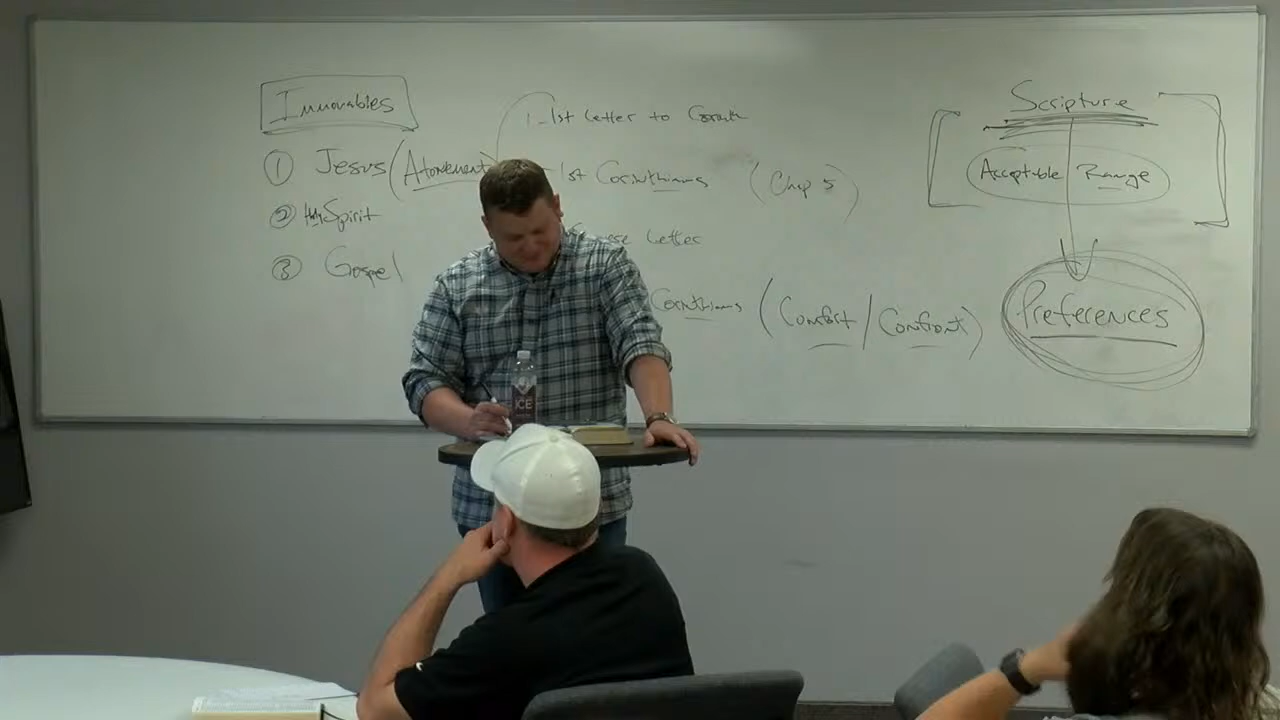 Immovables
① Jesus (Atonement)
② Holy Spirit
③ Gospel
1st Letter to Corinth
1st Corinthians (Chap 5)
Letter
Corinthians (Comfort / Confront)
Scripture
Acceptable Range
Preferences
ICE